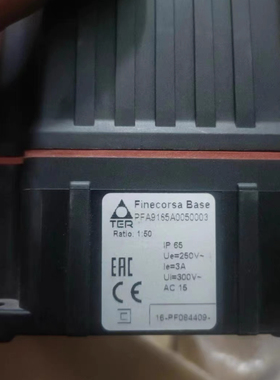 Finecorsa Base
PFA9155A0050003
TER
Ratio: 1:50
IP 65
Ue=250V~
Ie=3A
Ui=300V~
AC 15
EAC
CE
16-PF084409-